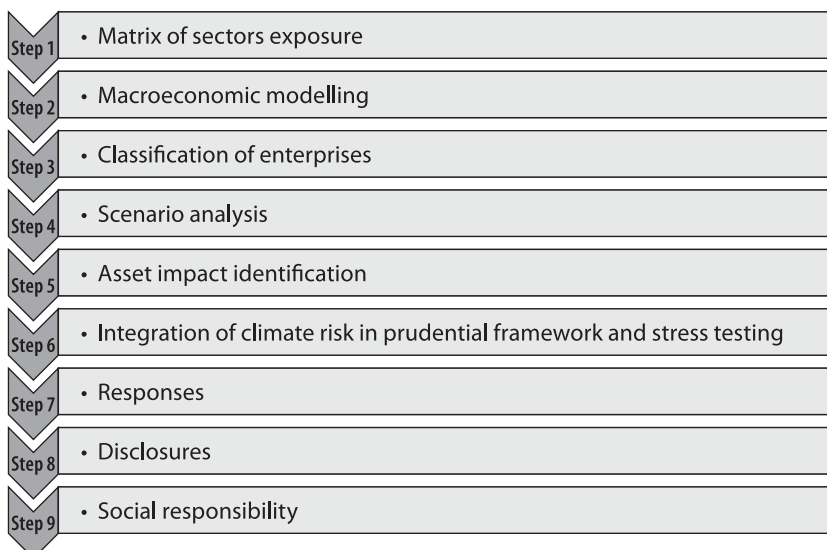 Step 1 • Matrix of sectors exposure
Step 2 • Macroeconomic modelling
Step 3 • Classification of enterprises
Step 4 • Scenario analysis
Step 5 • Asset impact identification
Step 6 • Integration of climate risk in prudential framework and stress testing
Step 7 • Responses
Step 8 • Disclosures
Step 9 • Social responsibility